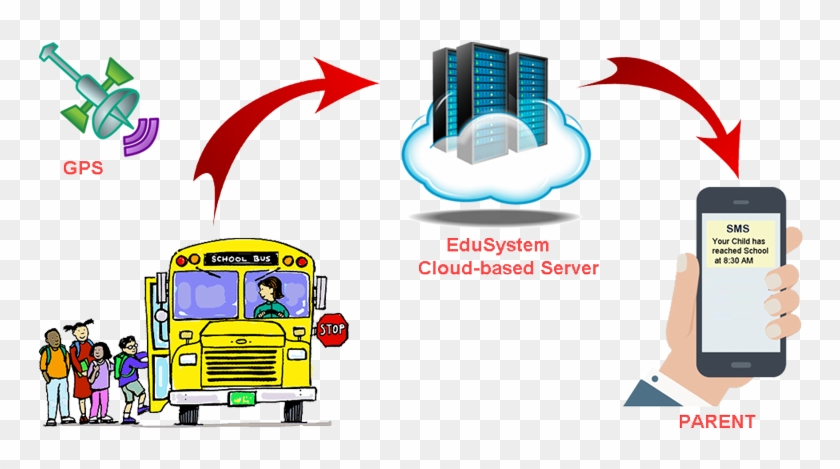 GPS
EduSystem
Cloud-based Server
SCHOOL BUS
STOP
SMS
Your Child has
reached School
at 8:30 AM
PARENT